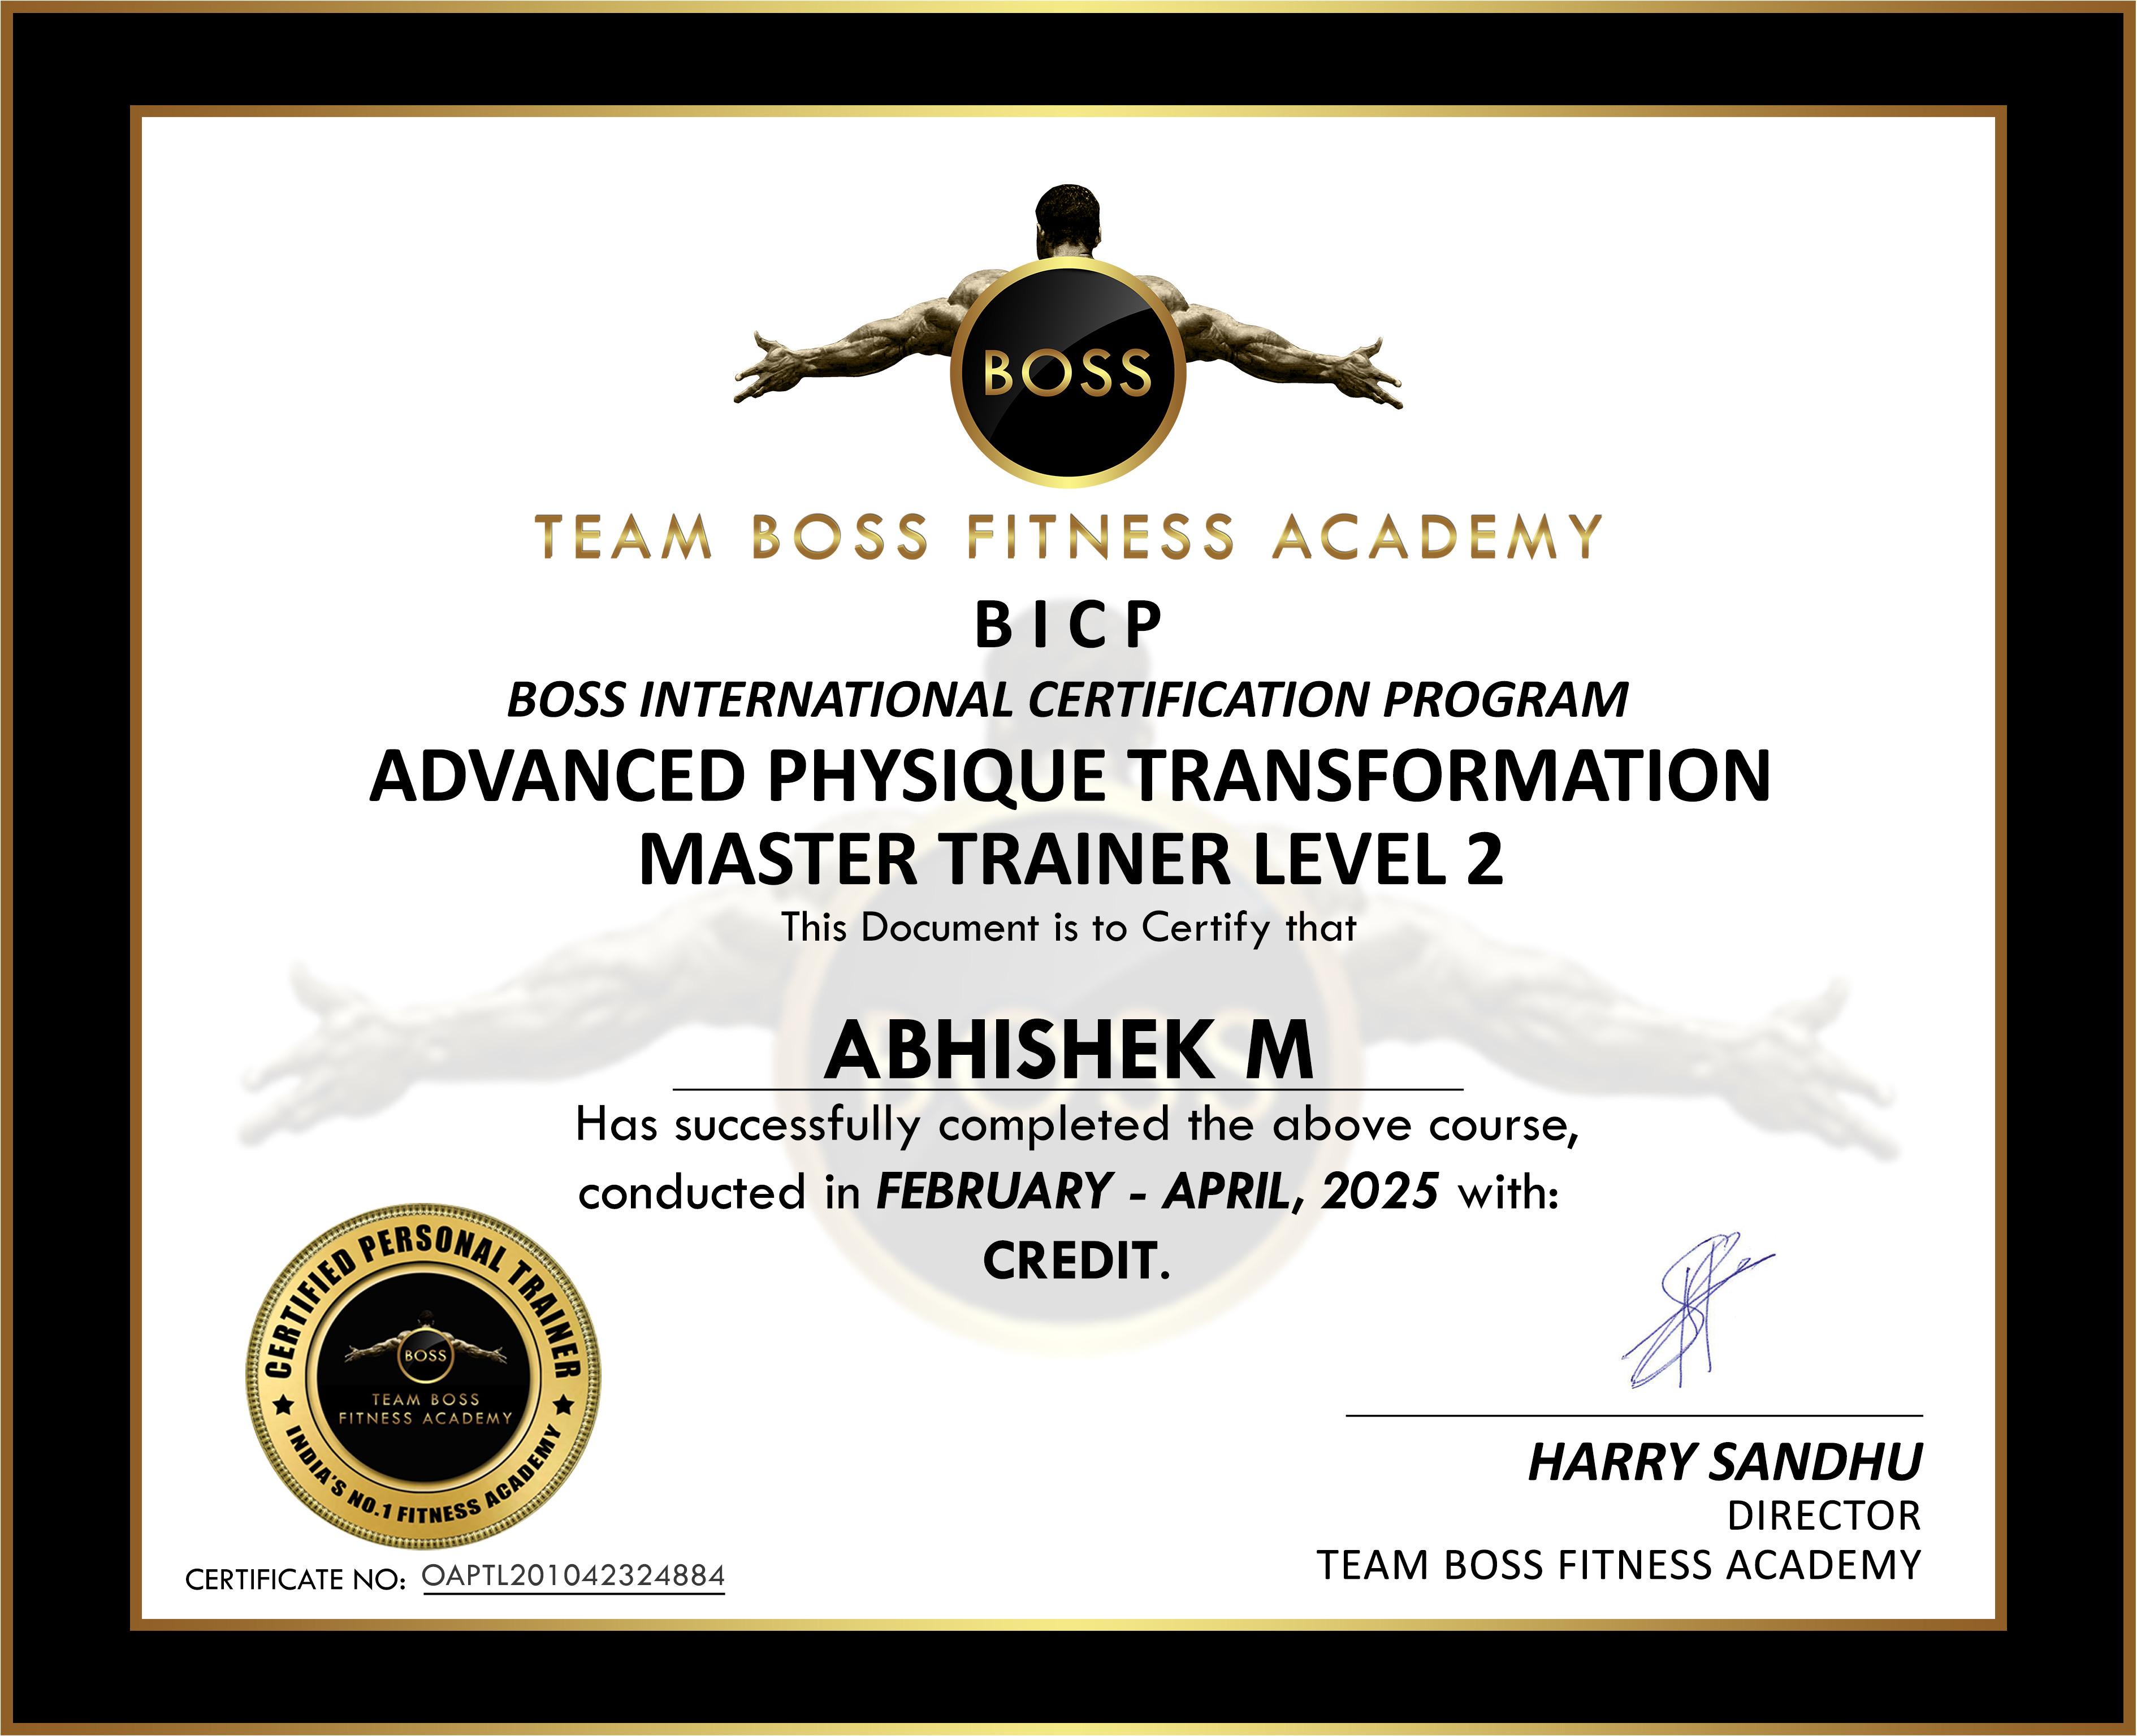 BOSS
TEAM BOSS FITNESS ACADEMY
BICP
BOSS INTERNATIONAL CERTIFICATION PROGRAM
ADVANCED PHYSIQUE TRANSFORMATION
MASTER TRAINER LEVEL 2
This Document is to Certify that
ABHISHEK M
Has successfully completed the above course,
conducted in FEBRUARY - APRIL, 2025 with:
CREDIT.
CERTIFIED PERSONAL TRAINER
BOSS
TEAM BOSS
FITNESS ACADEMY
INDIA'S NO.1 FITNESS ACADEMY
CERTIFICATE NO: OAPTL201042324884
HARRY SANDHU
DIRECTOR
TEAM BOSS FITNESS ACADEMY